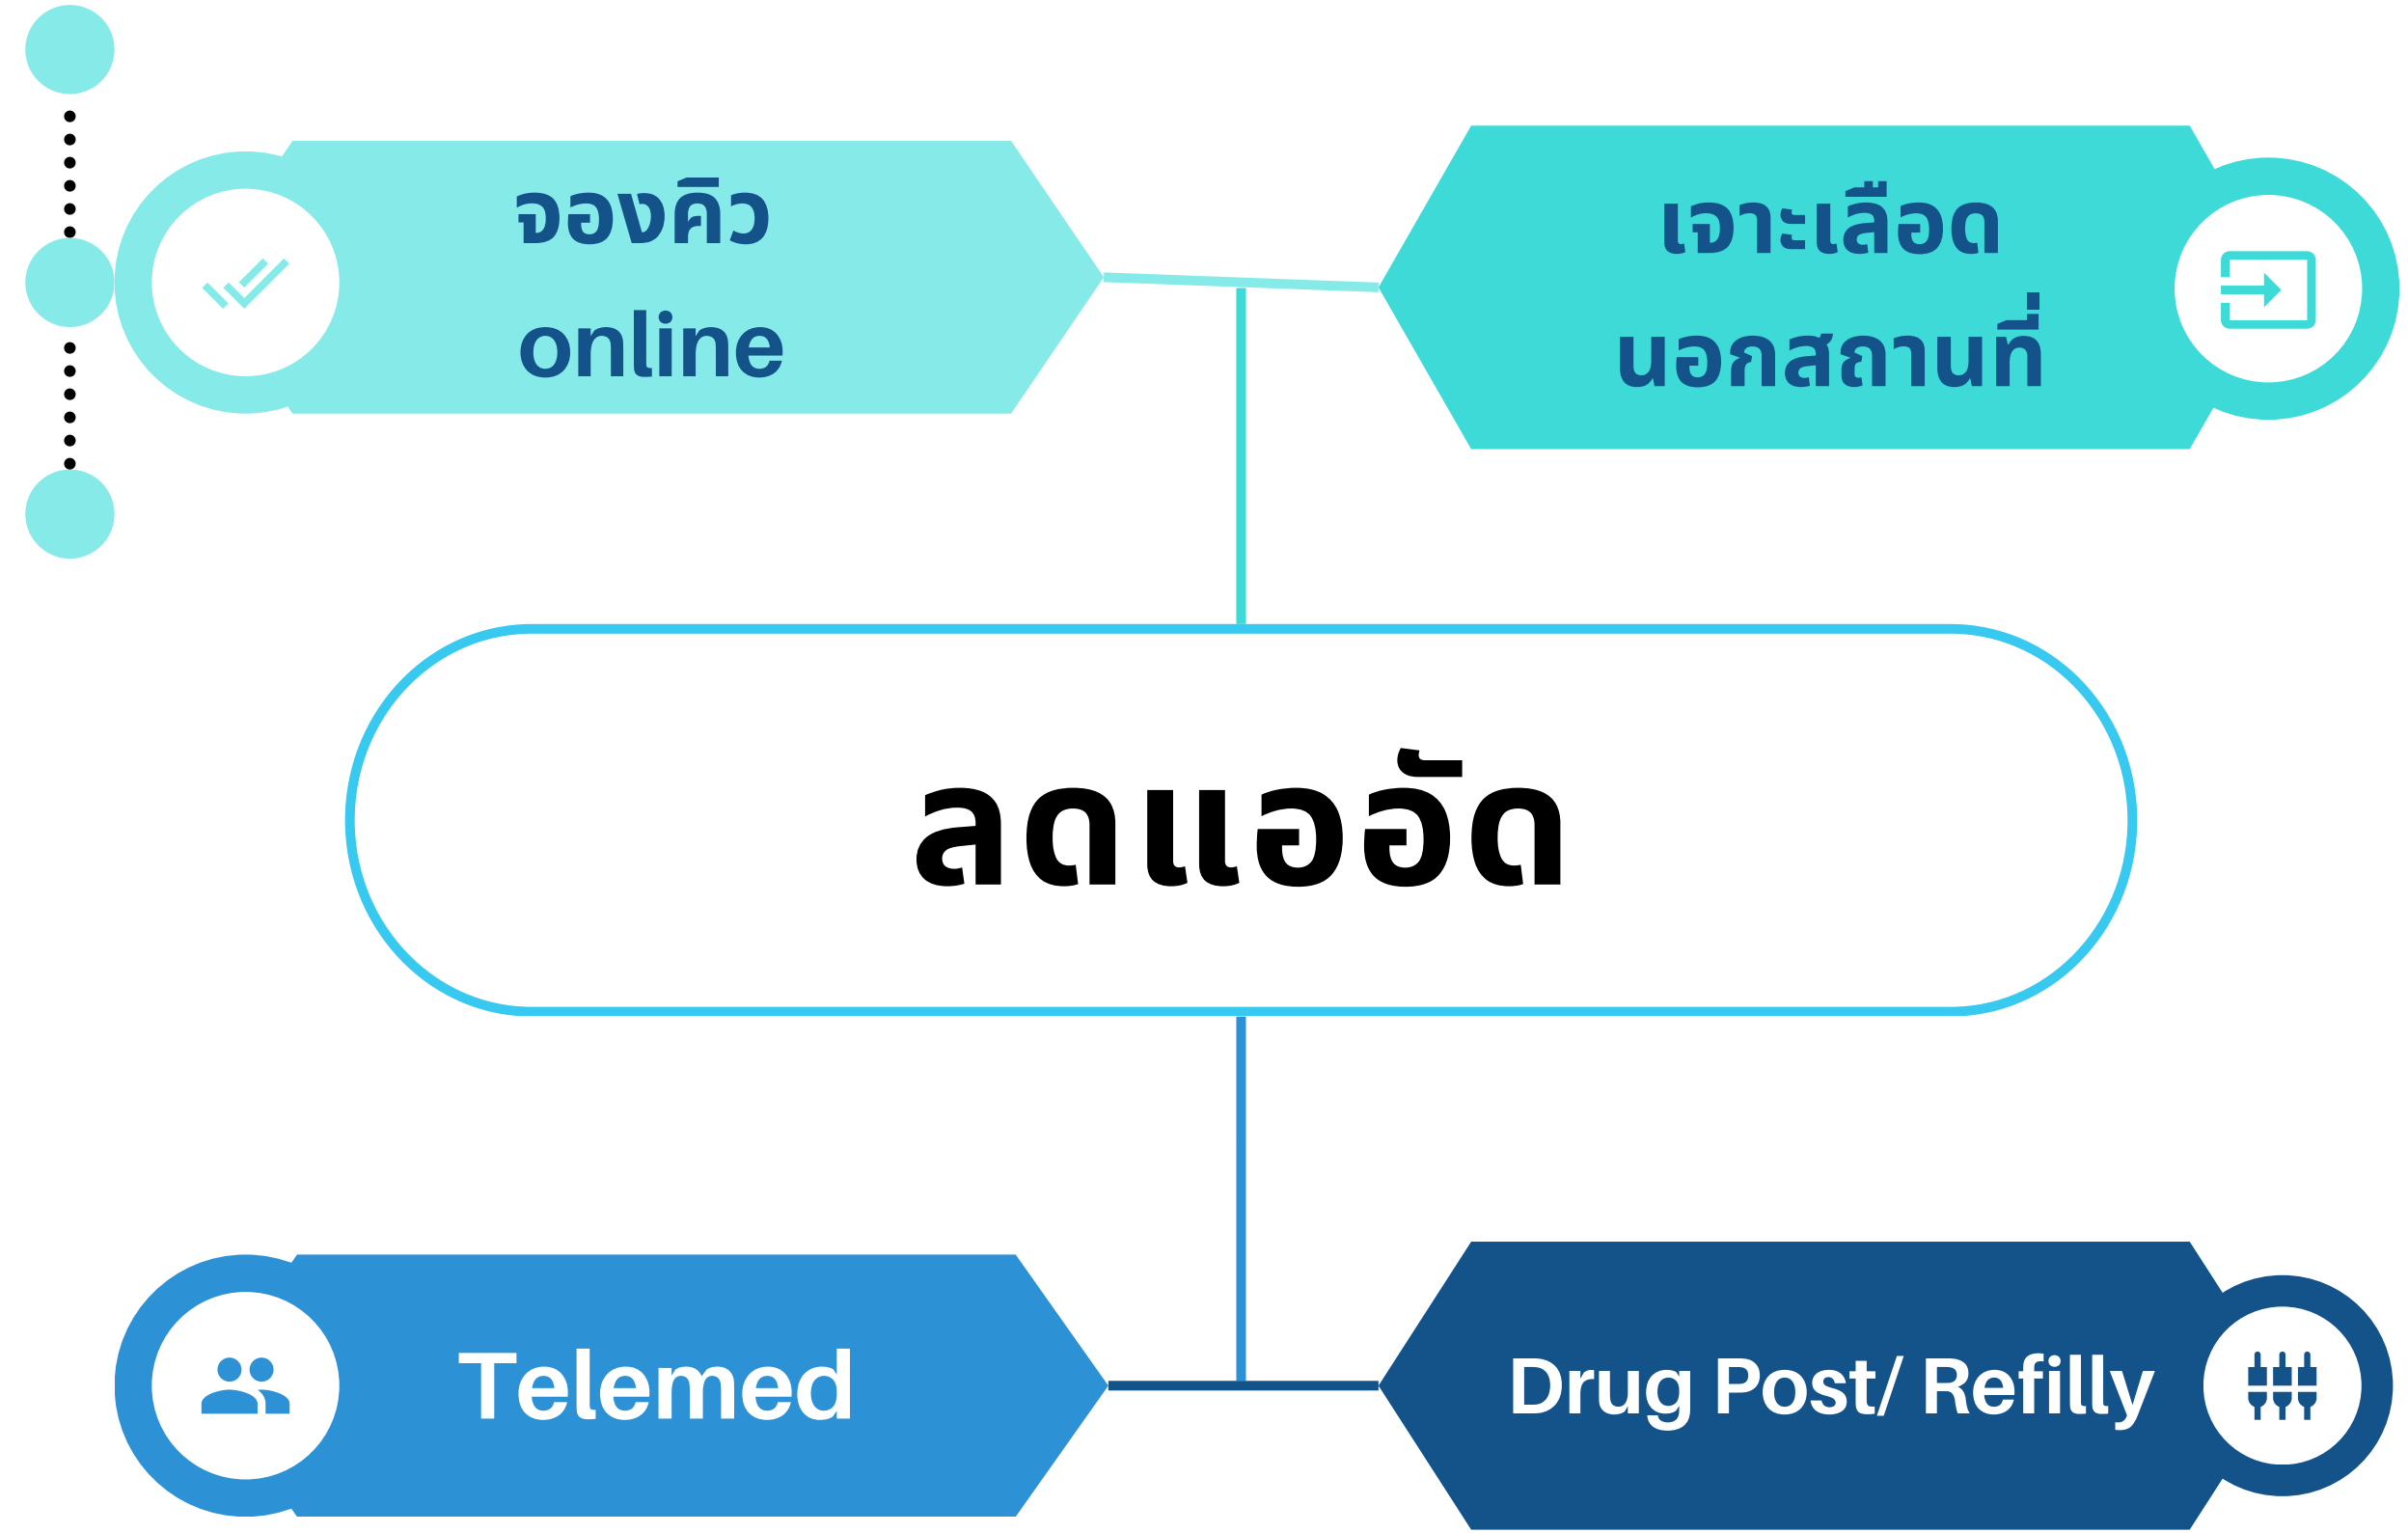 จองคิว
online
เจาะเลือด
นอกสถานที่
ลดแออัด
Telemed
Drug Post/ Refilly